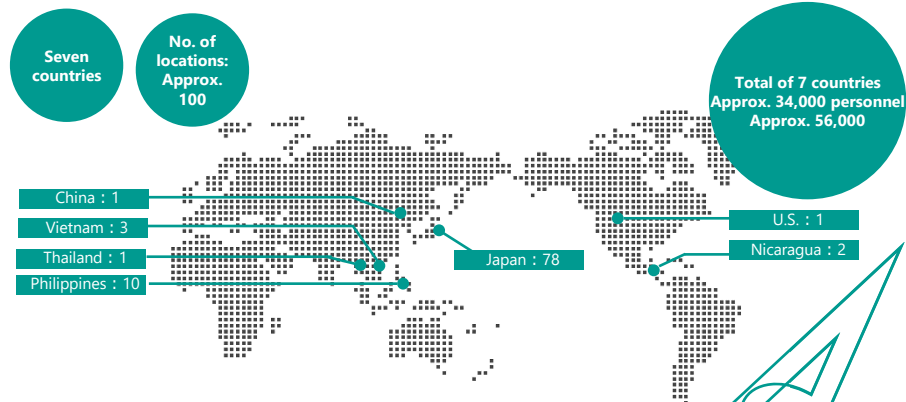 Seven
countries
No. of
locations:
Approx.
100
Total of 7 countries
Approx. 34,000 personnel
Approx. 56,000
China：1
Vietnam：3
Thailand：1
Philippines：10
Japan：78
U.S.：1
Nicaragua：2